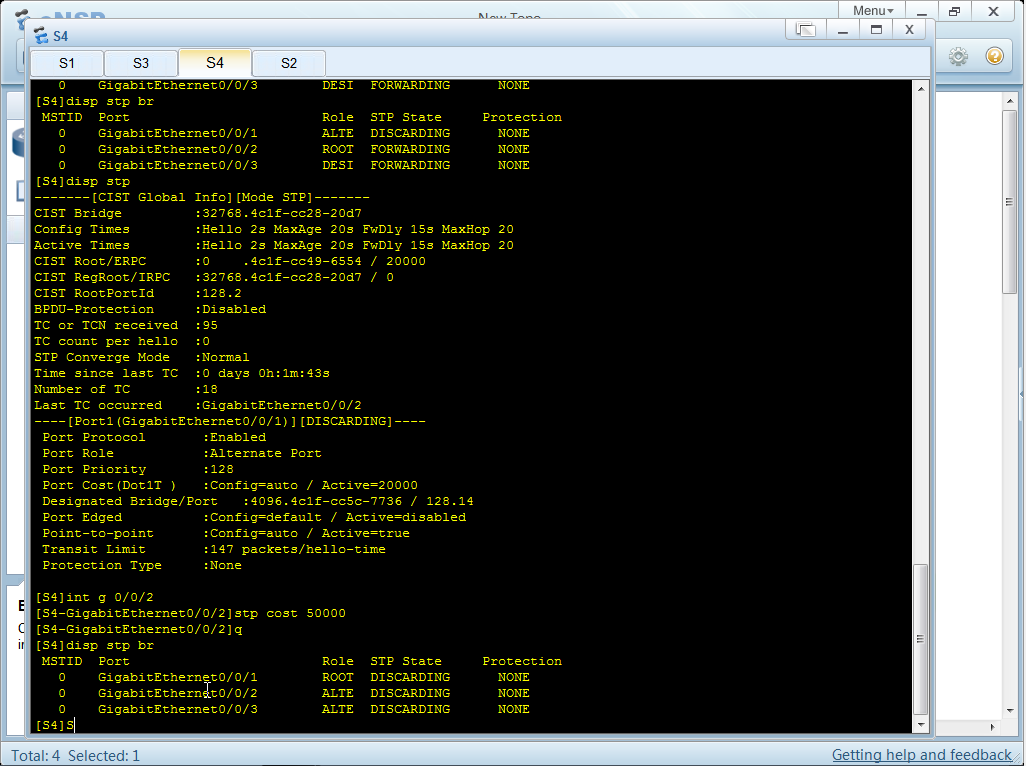 eNSP
New Topo
Menu
S4
S1 S3 S4 S2
0 GigabitEthernet0/0/3 DESI FORWARDING NONE
[S4]disp stp br
MSTID Port Role STP State Protection
0 GigabitEthernet0/0/1 ALTE DISCARDING NONE
0 GigabitEthernet0/0/2 ROOT FORWARDING NONE
0 GigabitEthernet0/0/3 DESI FORWARDING NONE
[S4]disp stp
-------[CIST Global Info][Mode STP]-------
CIST Bridge :32768.4c1f-cc28-20d7
Config Times :Hello 2s MaxAge 20s FwDly 15s MaxHop 20
Active Times :Hello 2s MaxAge 20s FwDly 15s MaxHop 20
CIST Root/ERPC :0 .4c1f-cc49-6554 / 20000
CIST RegRoot/IRPC :32768.4c1f-cc28-20d7 / 0
CIST RootPortId :128.2
BPDU-Protection :Disabled
TC or TCN received :95
TC count per hello :0
STP Converge Mode :Normal
Time since last TC :0 days 0h:1m:43s
Number of TC :18
Last TC occurred :GigabitEthernet0/0/2
----[Port1(GigabitEthernet0/0/1)][DISCARDING]----
Port Protocol :Enabled
Port Role :Alternate Port
Port Priority :128
Port Cost(Dot1T ) :Config=auto / Active=20000
Designated Bridge/Port :4096.4c1f-cc5c-7736 / 128.14
Port Edged :Config=default / Active=disabled
Point-to-point :Config=auto / Active=true
Transit Limit :147 packets/hello-time
Protection Type :None
[S4]int g 0/0/2
[S4-GigabitEthernet0/0/2]stp cost 50000
[S4-GigabitEthernet0/0/2]q
[S4]disp stp br
MSTID Port Role STP State Protection
0 GigabitEthernet0/0/1 ROOT DISCARDING NONE
0 GigabitEthernet0/0/2 ALTE DISCARDING NONE
0 GigabitEthernet0/0/3 ALTE DISCARDING NONE
[S4]S
Total: 4 Selected: 1
Getting help and feedback